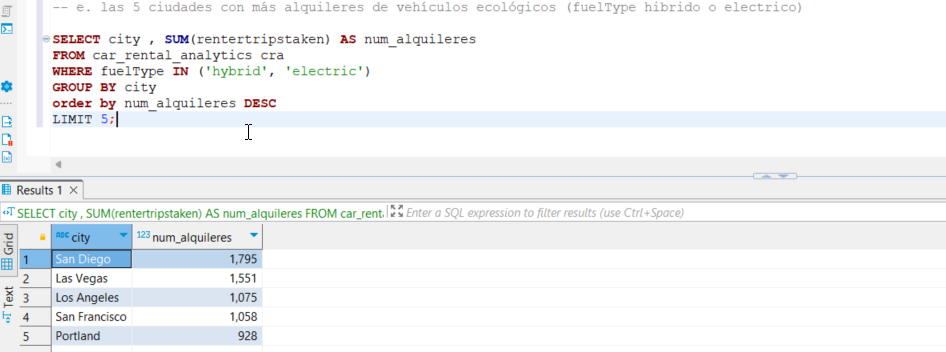 -- e. las 5 ciudades con más alquileres de vehículos ecológicos (fuelType hibrido o electrico)
SELECT city , SUM(rentertripstaken) AS num_alquileres
FROM car_rental_analytics cra
WHERE fuelType IN ('hybrid', 'electric')
GROUP BY city
order by num_alquileres DESC
LIMIT 5;
Results 1
SELECT city , SUM(rentertripstaken) AS num_alquileres FROM car_rent
Enter a SQL expression to filter results (use Ctrl+Space)
Grid
Text
ABC city 123 num_alquileres
1 San Diego 1,795
2 Las Vegas 1,551
3 Los Angeles 1,075
4 San Francisco 1,058
5 Portland 928